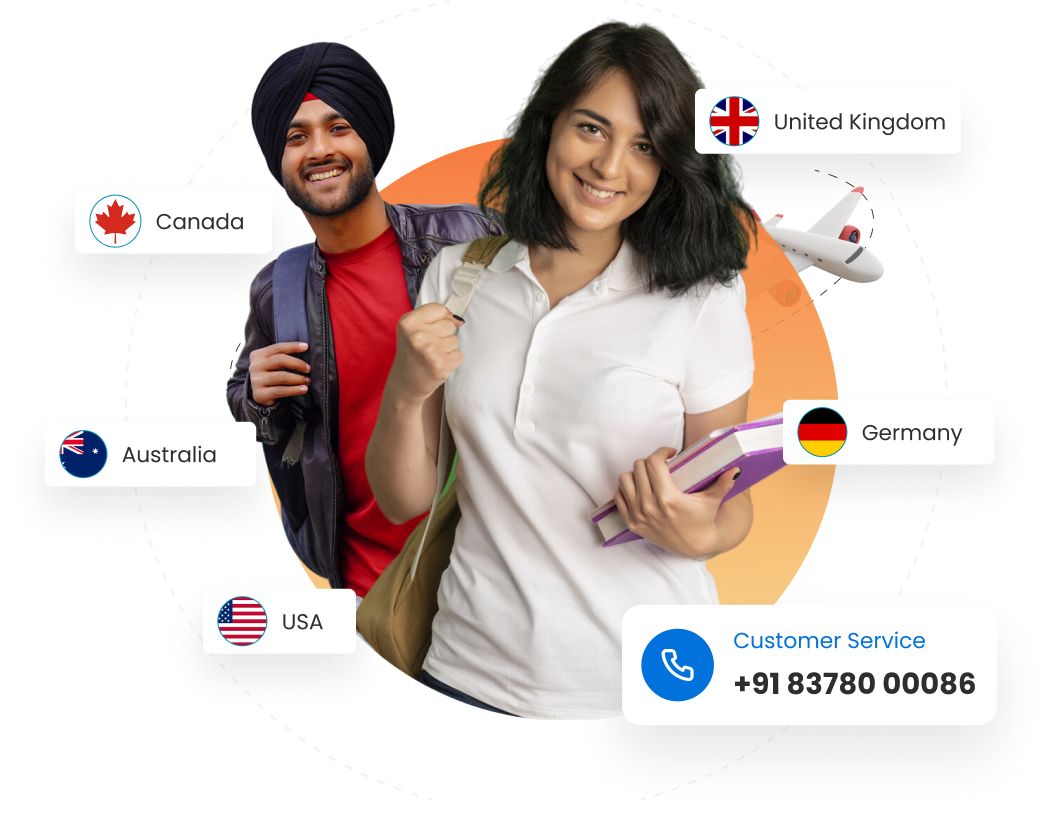 United Kingdom
Canada
Germany
Australia
USA
Customer Service
+91 83780 00086